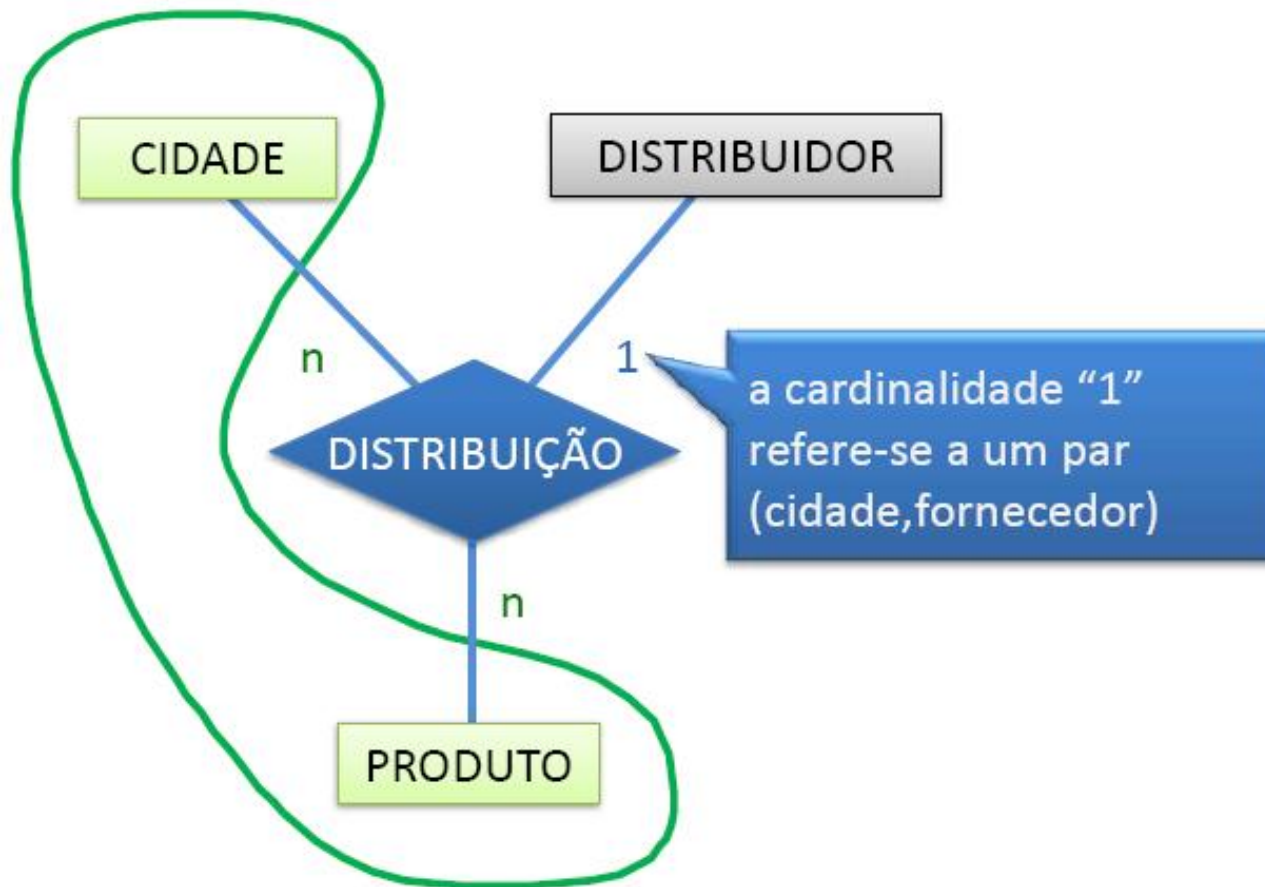 CIDADE
DISTRIBUIDOR
n
1
a cardinalidade “1”
refere-se a um par
(cidade,fornecedor)
DISTRIBUIÇÃO
n
PRODUTO